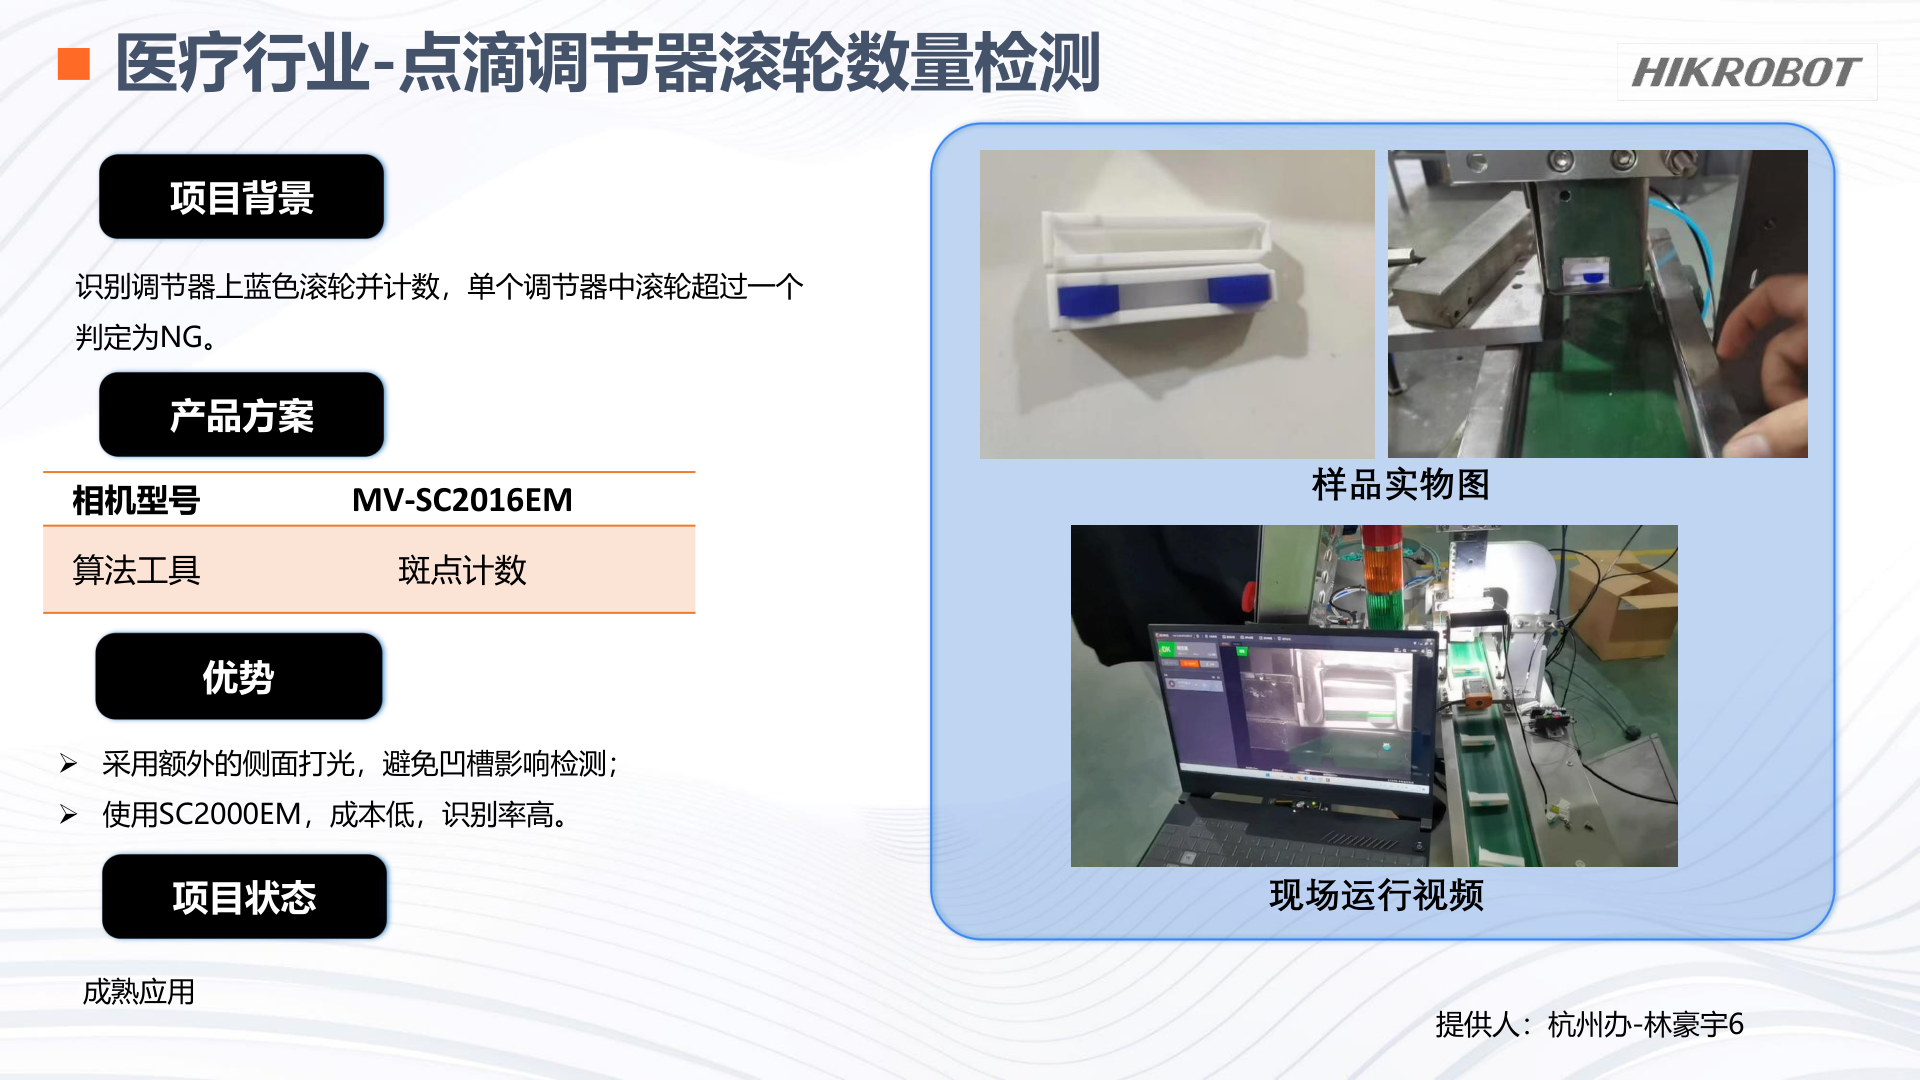 医疗行业-点滴调节器滚轮数量检测
HIKROBOT
项目背景
识别调节器上蓝色滚轮并计数，单个调节器中滚轮超过一个
判定为NG。
产品方案
相机型号 MV-SC2016EM
算法工具 斑点计数
优势
采用额外的侧面打光，避免凹槽影响检测；
使用SC2000EM，成本低，识别率高。
项目状态
成熟应用
样品实物图
OK
现场运行视频
提供人：杭州办-林豪宇6